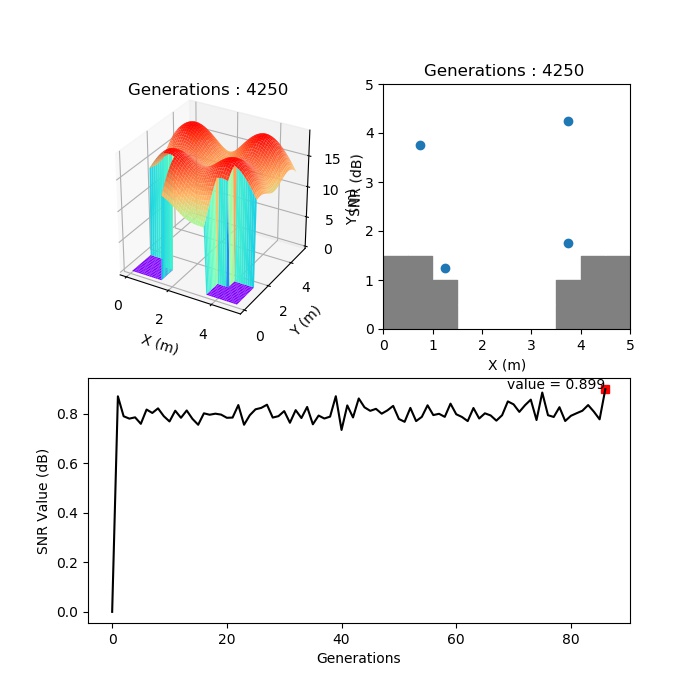 Generations : 4250
0
2
4
X (m)
0
2
4
Y (m)
0
5
10
15
SNR (dB)
Generations : 4250
5
4
3
2
1
0
Y (m)
0 1 2 3 4 5
X (m)
value = 0.899
0.8
0.6
0.4
0.2
0.0
SNR Value (dB)
0 20 40 60 80
Generations